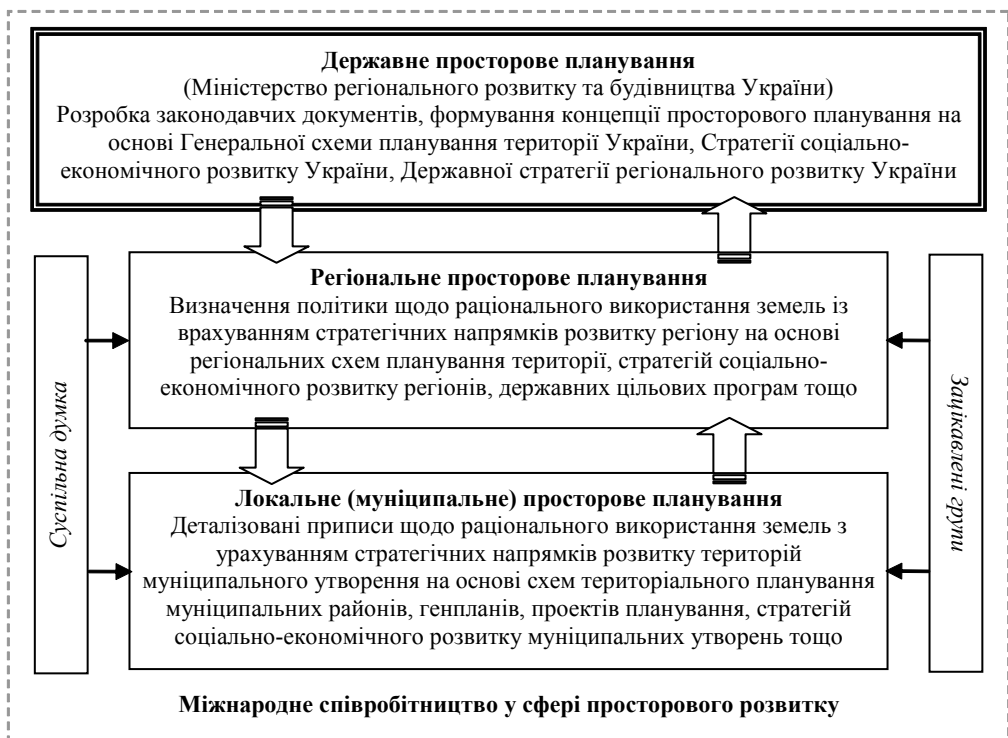 Державне просторове планування
(Міністерство регіонального розвитку та будівництва України)
Розробка законодавчих документів, формування концепції просторового планування на
основі Генеральної схеми планування території України, Стратегії соціально-
економічного розвитку України, Державної стратегії регіонального розвитку України
Суспільна думка
Регіональне просторове планування
Визначення політики щодо раціонального використання земель із
врахуванням стратегічних напрямків розвитку регіону на основі
регіональних схем планування території, стратегій соціально-
економічного розвитку регіонів, державних цільових програм тощо
Локальне (муніципальне) просторове планування
Деталізовані приписи щодо раціонального використання земель з
урахуванням стратегічних напрямків розвитку територій
муніципального утворення на основі схем територіального планування
муніципальних районів, генпланів, проектів планування, стратегій
соціально-економічного розвитку муніципальних утворень тощо
Зацікавлені групи
Міжнародне співробітництво у сфері просторового розвитку